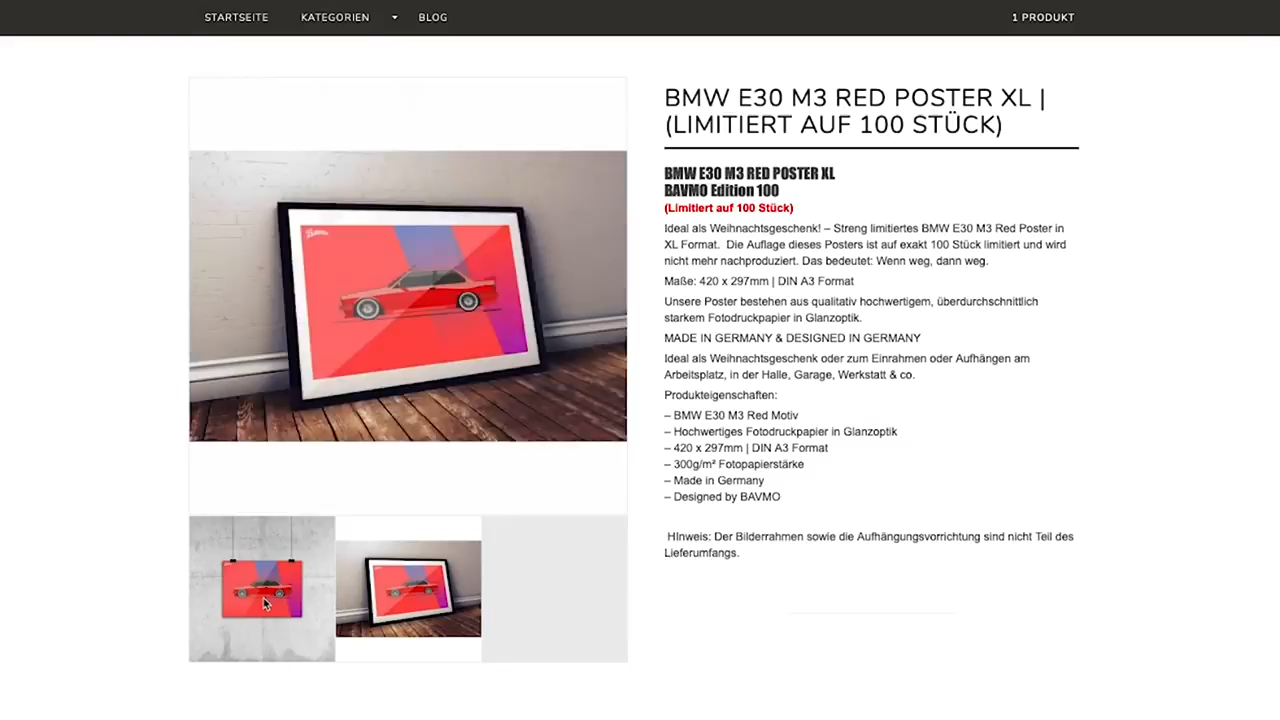 STARTSEITE
KATEGORIEN
BLOG
1 PRODUKT
BMW E30 M3 RED POSTER XL |
(LIMITIERT AUF 100 STÜCK)
BMW E30 M3 RED POSTER XL
BAVMO Edition 100
(Limitiert auf 100 Stück)
Ideal als Weihnachtsgeschenk! – Streng limitiertes BMW E30 M3 Red Poster in
XL Format. Die Auflage dieses Posters ist auf exakt 100 Stück limitiert und wird
nicht mehr nachproduziert. Das bedeutet: Wenn weg, dann weg.
Maße: 420 x 297mm | DIN A3 Format
Unsere Poster bestehen aus qualitativ hochwertigem, überdurchschnittlich
starkem Fotodruckpapier in Glanzoptik.
MADE IN GERMANY & DESIGNED IN GERMANY
Ideal als Weihnachtsgeschenk oder zum Einrahmen oder Aufhängen am
Arbeitsplatz, in der Halle, Garage, Werkstatt & co.
Produkteigenschaften:
– BMW E30 M3 Red Motiv
– Hochwertiges Fotodruckpapier in Glanzoptik
– 420 x 297mm | DIN A3 Format
– 300g/m² Fotopapierstärke
– Made in Germany
– Designed by BAVMO
HInweis: Der Bilderrahmen sowie die Aufhängungsvorrichtung sind nicht Teil des
Lieferumfangs.